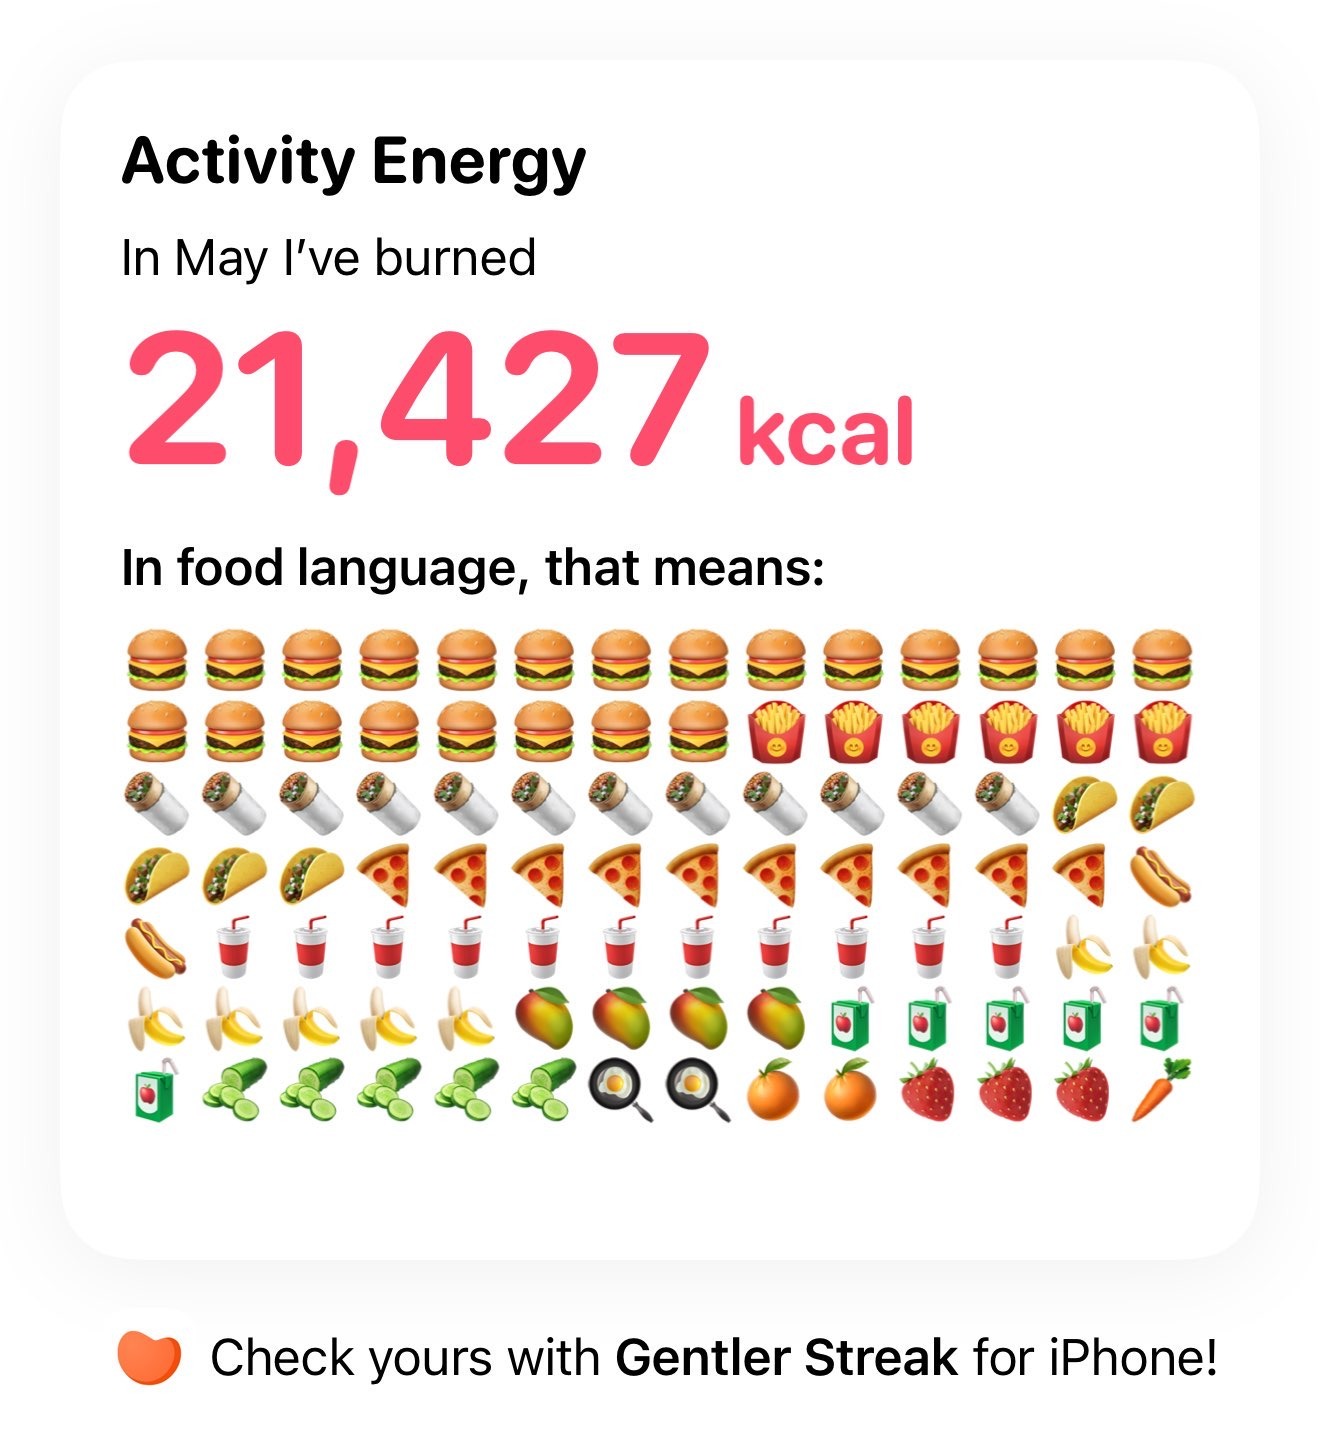 Activity Energy
In May I’ve burned
21,427 kcal
In food language, that means:
Check yours with Gentler Streak for iPhone!